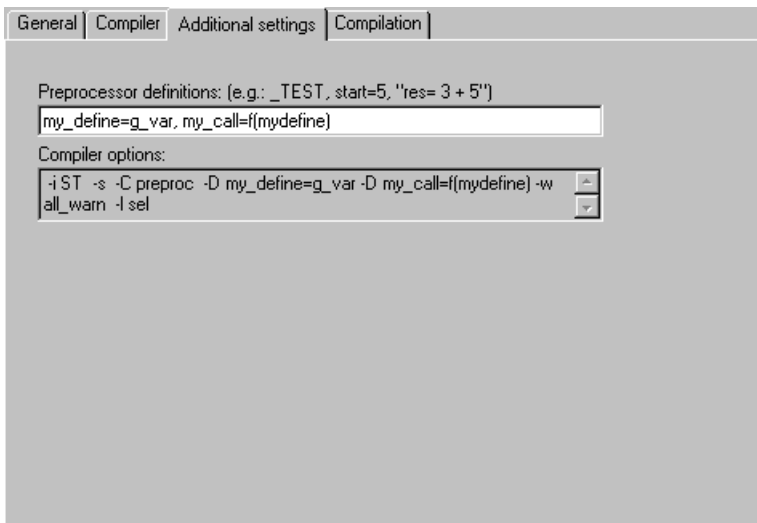 General Compiler Additional settings Compilation
Preprocessor definitions: (e.g.: _TEST, start=5, "res= 3 + 5")
my_define=g_var, my_call=f(mydefine)
Compiler options:
-i ST -s -C preproc -D my_define=g_var -D my_call=f(mydefine) -w
all_warn -l sel